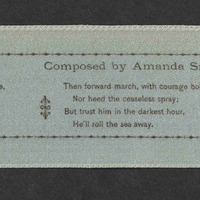 Composed by Amanda
Then forward march, with courage
Nor heed the ceaseless spray;
But trust him in the darkest hour,
He'll roll the sea away.